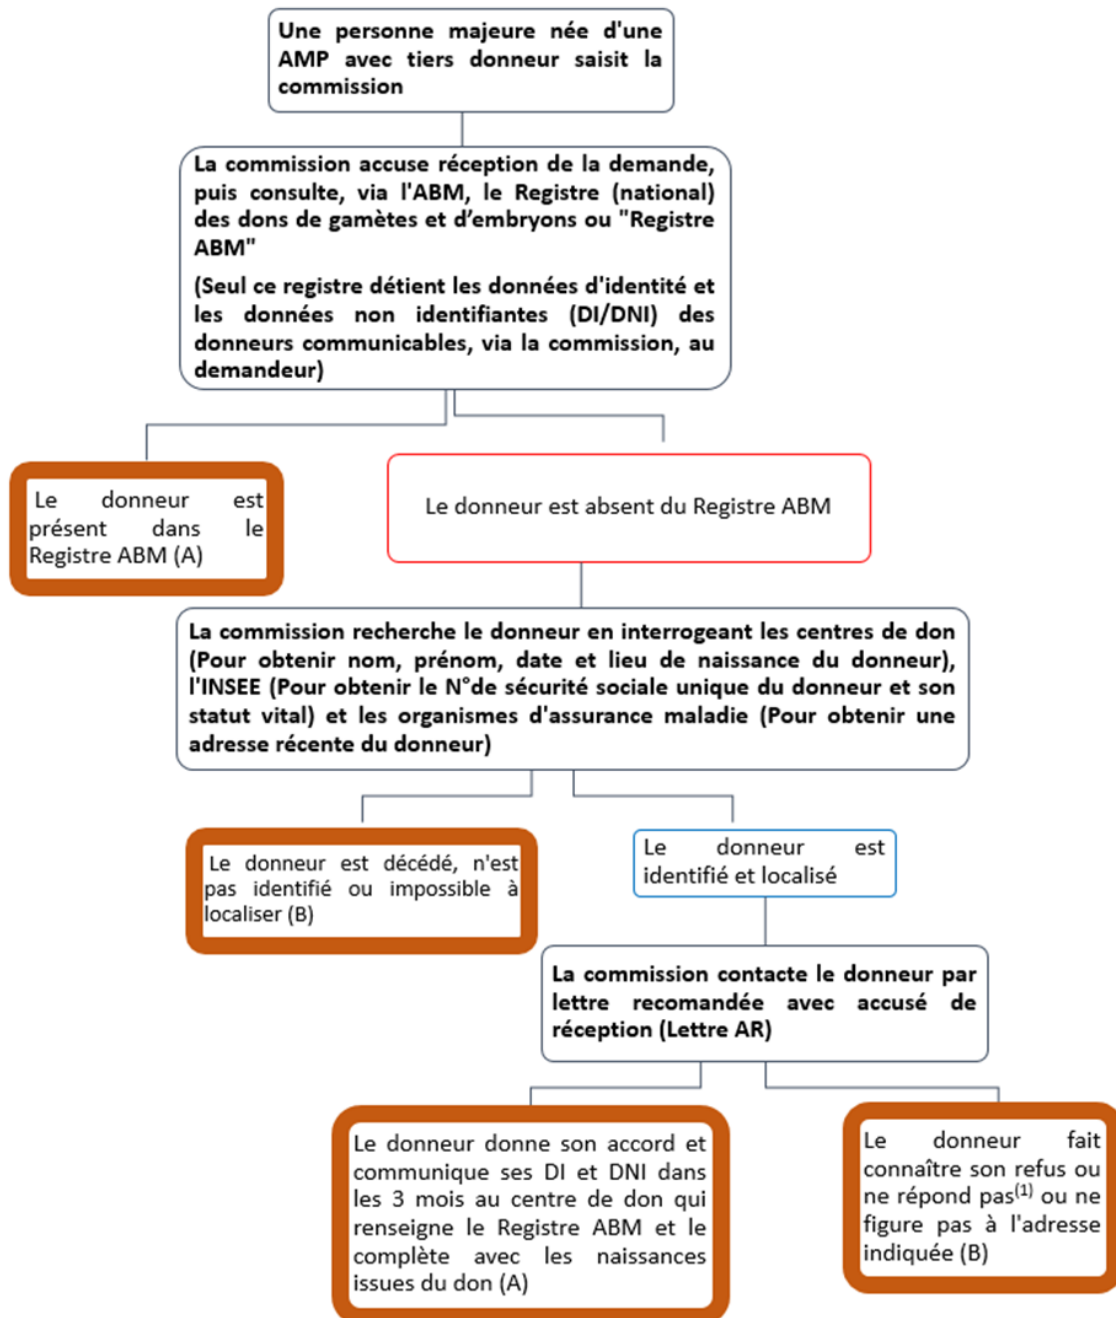 Une personne majeure née d'une
AMP avec tiers donneur saisit la
commission
La commission accuse réception de la demande,
puis consulte, via l'ABM, le Registre (national)
des dons de gamètes et d’embryons ou "Registre
ABM"
(Seul ce registre détient les données d'identité et
les données non identifiantes (DI/DNI) des
donneurs communicables, via la commission, au
demandeur)
Le donneur est
présent dans le
Registre ABM (A)
Le donneur est absent du Registre ABM
La commission recherche le donneur en interrogeant les centres de don
(Pour obtenir nom, prénom, date et lieu de naissance du donneur),
l'INSEE (Pour obtenir le N°de sécurité sociale unique du donneur et son
statut vital) et les organismes d'assurance maladie (Pour obtenir une
adresse récente du donneur)
Le donneur est décédé, n'est
pas identifié ou impossible à
localiser (B)
Le donneur est
identifié et localisé
La commission contacte le donneur par
lettre recomandée avec accusé de
réception (Lettre AR)
Le donneur donne son accord et
communique ses DI et DNI dans
les 3 mois au centre de don qui
renseigne le Registre ABM et le
complète avec les naissances
issues du don (A)
Le donneur fait
connaître son refus ou
ne répond pas(1) ou ne
figure pas à l'adresse
indiquée (B)